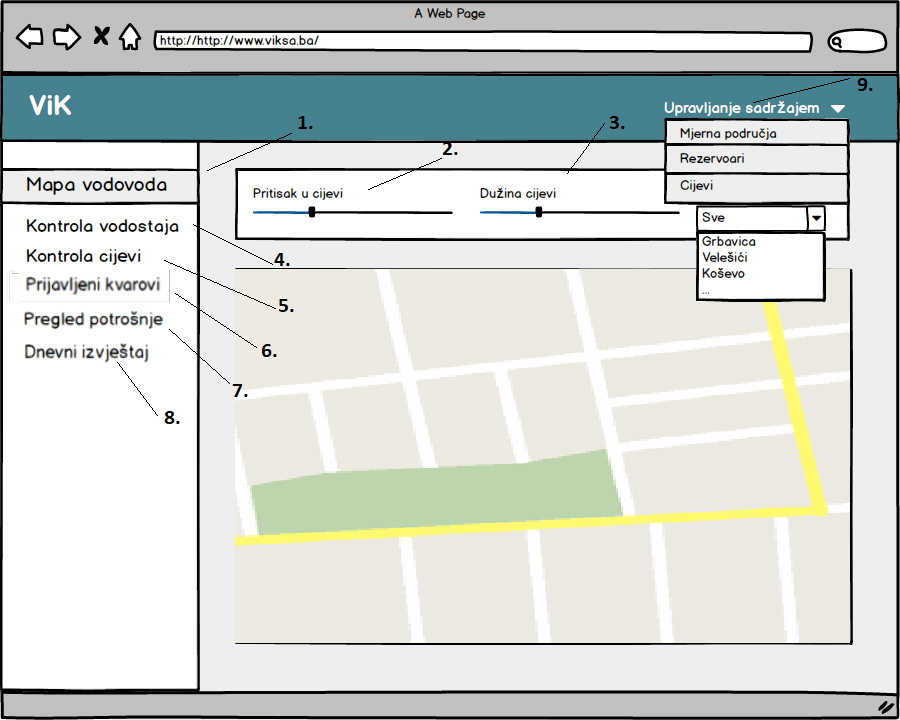 A Web Page
http://http://www.viksa.ba/
ViK
Upravljanje sadržajem
9.
Mjerna područja
Rezervoari
Cijevi
1.
2.
3.
Mapa vodovoda
Pritisak u cijevi
Dužina cijevi
Sve
Grbavica
Velešići
Koševo
...
Kontrola vodostaja
4.
Kontrola cijevi
5.
Prijavljeni kvarovi
6.
Pregled potrošnje
7.
Dnevni izvještaj
8.